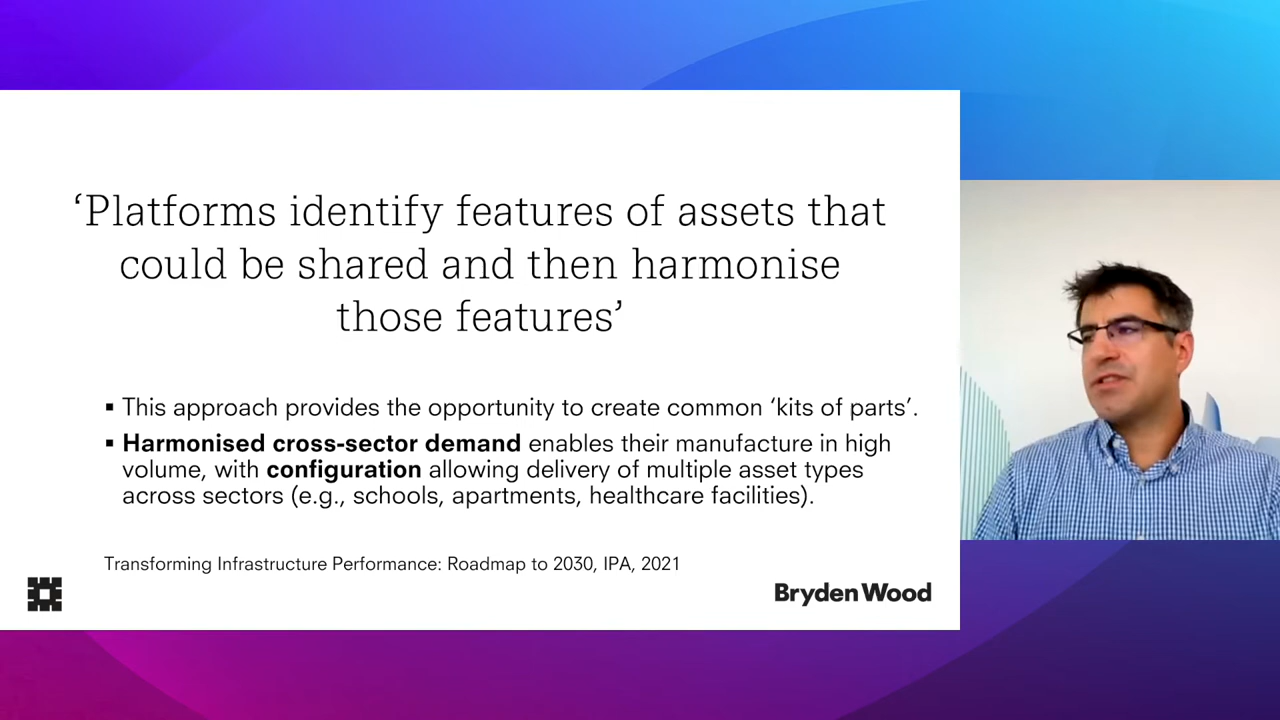 ‘Platforms identify features of assets that
could be shared and then harmonise
those features’
▪ This approach provides the opportunity to create common ‘kits of parts’.
▪ Harmonised cross-sector demand enables their manufacture in high
volume, with configuration allowing delivery of multiple asset types
across sectors (e.g., schools, apartments, healthcare facilities).
Transforming Infrastructure Performance: Roadmap to 2030, IPA, 2021
Bryden Wood